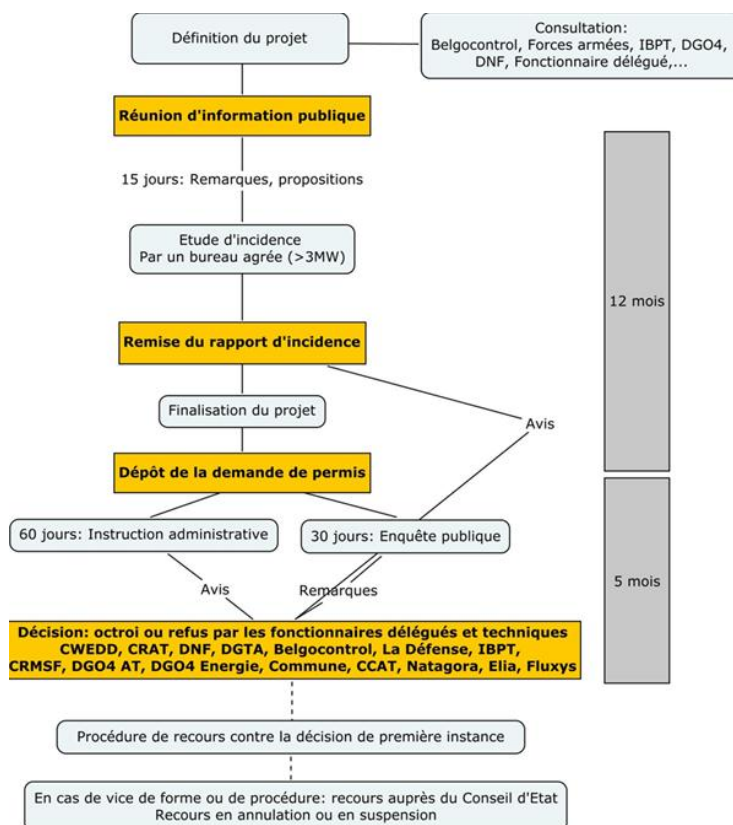 Définition du projet
Consultation:
Belgocontrol, Forces armées, IBPT, DGO4,
DNF, Fonctionnaire délégué,...
Réunion d'information publique
15 jours: Remarques, propositions
Etude d'incidence
Par un bureau agrée (>3MW)
12 mois
Remise du rapport d'incidence
Finalisation du projet
Avis
Dépôt de la demande de permis
60 jours: Instruction administrative
30 jours: Enquête publique
5 mois
Avis
Remarques
Décision: octroi ou refus par les fonctionnaires délégués et techniques
CWEDD, CRAT, DNF, DGTA, Belgocontrol, La Défense, IBPT,
CRMSF, DGO4 AT, DGO4 Energie, Commune, CCAT, Natagora, Elia, Fluxys
Procédure de recours contre la décision de première instance
En cas de vice de forme ou de procédure: recours auprès du Conseil d'Etat
Recours en annulation ou en suspension